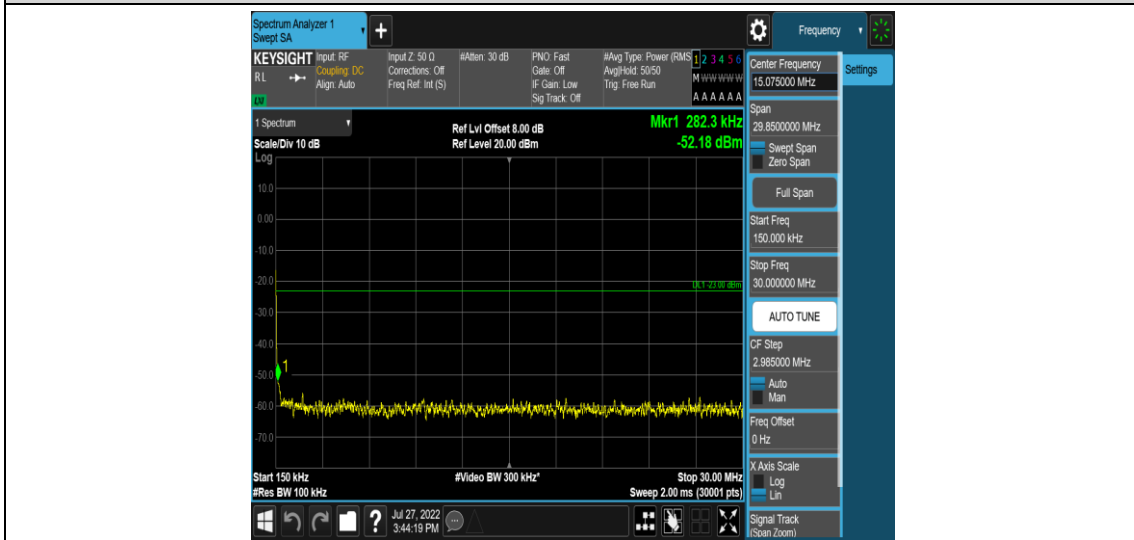 Spectrum Analyzer 1
Swept SA
Frequency
KEYSIGHT Input: RF Input Z: 50 Ω #Atten: 30 dB PNO: Fast #Avg Type: Power (RMS 1 2 3 4 5 6
RL Coupling: DC Corrections: Off Gate: Off Avg|Hold: 50/50 M W W W W W
Align: Auto Freq Ref: Int (S) IF Gain: Low Trig: Free Run
Sig Track: Off A A A A A A
1 Spectrum Ref Lvl Offset 8.00 dB Mkr1 282.3 kHz
Scale/Div 10 dB Ref Level 20.00 dBm -52.18 dBm
Log
10.0
0.00
-10.0
-20.0
DL1 -23.00 dBm
-30.0
-40.0
1
-50.0
-60.0
-70.0
Start 150 kHz #Video BW 300 kHz* Stop 30.00 MHz
#Res BW 100 kHz Sweep 2.00 ms (30001 pts)
Jul 27, 2022
3:44:19 PM
Center Frequency
15.075000 MHz
Settings
Span
29.8500000 MHz
Swept Span
Zero Span
Full Span
Start Freq
150.000 kHz
Stop Freq
30.000000 MHz
AUTO TUNE
CF Step
2.985000 MHz
Auto
Man
Freq Offset
0 Hz
X Axis Scale
Log
Lin
Signal Track
(Span Zoom)